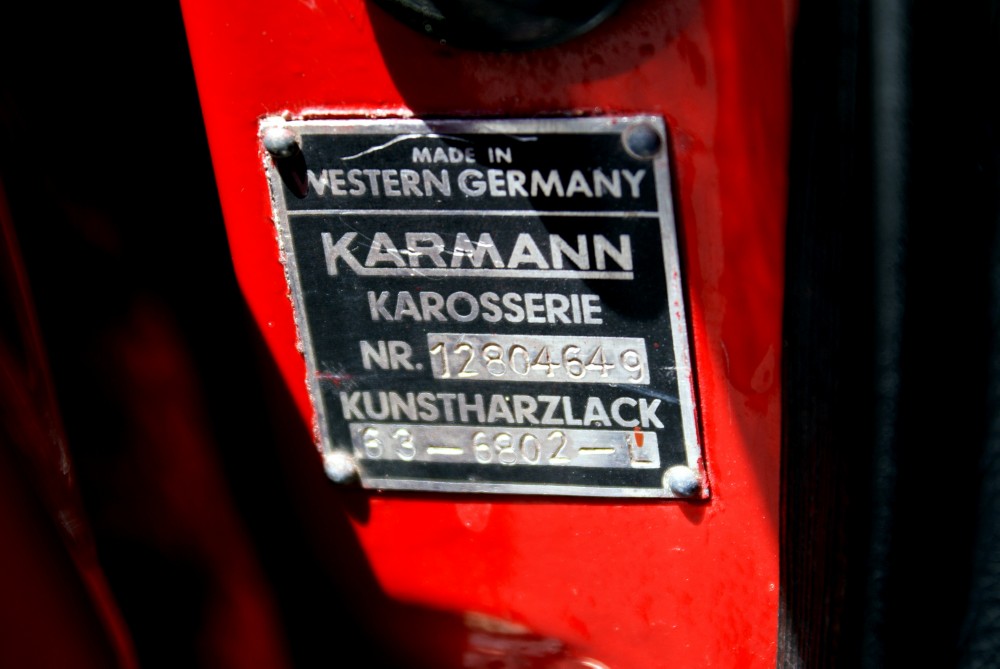 MADE IN
WESTERN GERMANY
KARMANN
KAROSSERIE
NR. 12804649
KUNSTHARZLACK
63-6802-L